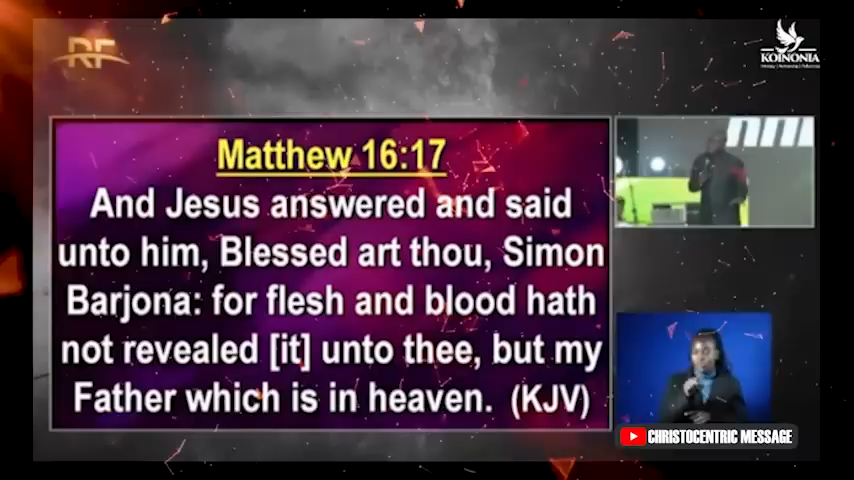 RF
KOINONIA
Matthew 16:17
And Jesus answered and said
unto him, Blessed art thou, Simon
Barjona: for flesh and blood hath
not revealed [it] unto thee, but my
Father which is in heaven. (KJV)
CHRISTOCENTRIC MESSAGE